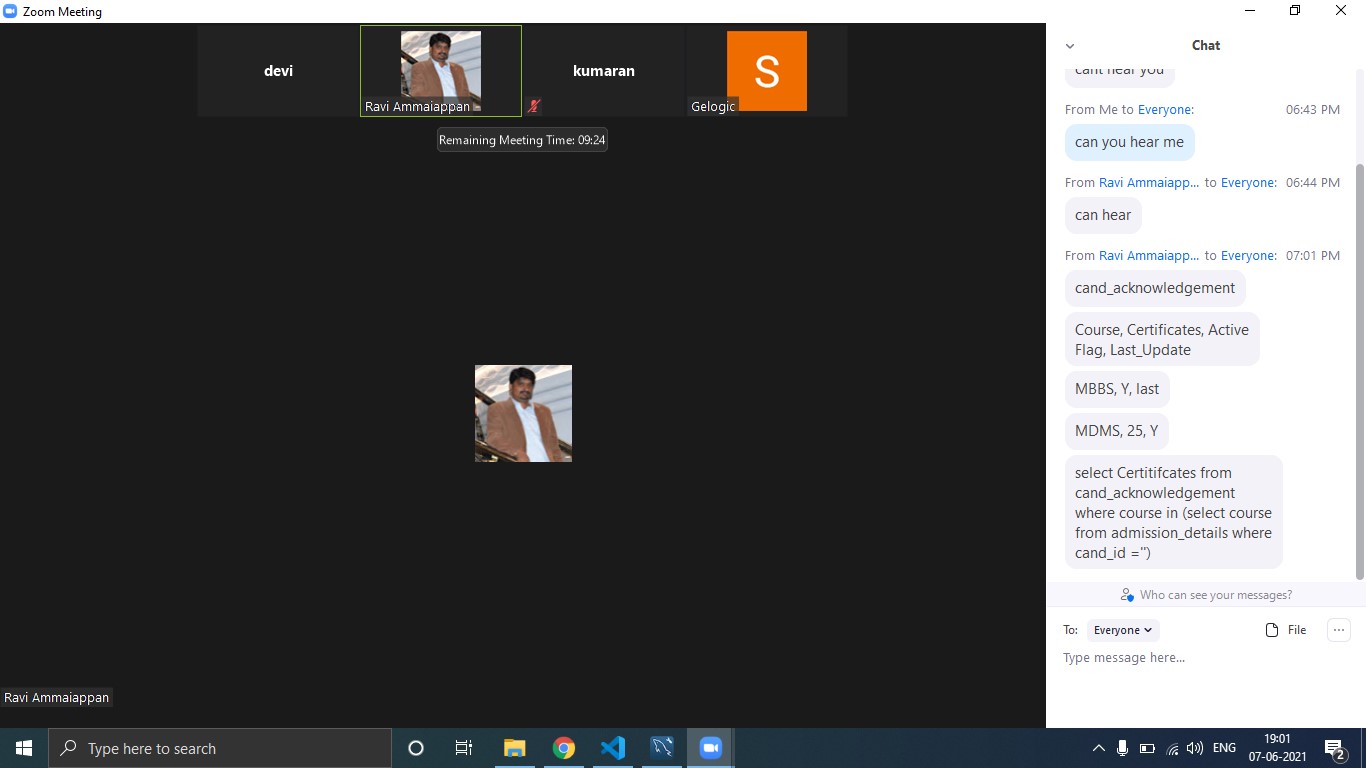 Zoom Meeting
devi
Ravi Ammaiappan
kumaran
S
Gelogic
Remaining Meeting Time: 09:24
Ravi Ammaiappan
Chat
cant hear you
From Me to Everyone: 06:43 PM
can you hear me
From Ravi Ammaiapp... to Everyone: 06:44 PM
can hear
From Ravi Ammaiapp... to Everyone: 07:01 PM
cand_acknowledgement
Course, Certificates, Active
Flag, Last_Update
MBBS, Y, last
MDMS, 25, Y
select Certitifcates from
cand_acknowledgement
where course in (select course
from admission_details where
cand_id ='')
Who can see your messages?
To: Everyone File
Type message here...
Type here to search
ENG
19:01
07-06-2021
2